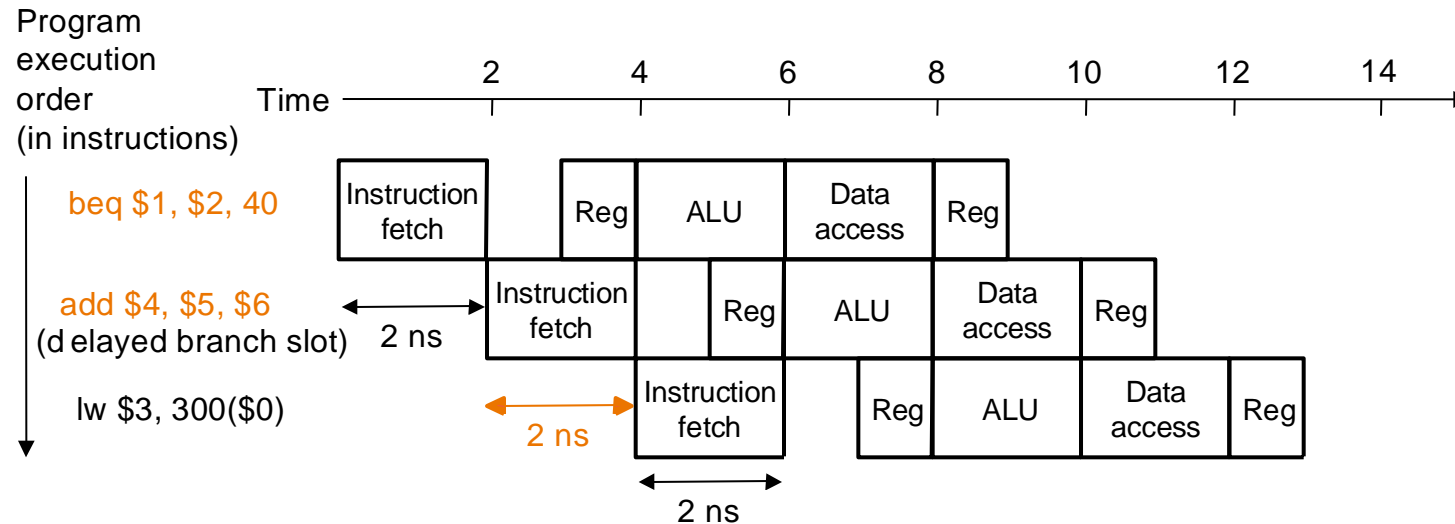 Program
execution
order
(in instructions)
Time
2 4 6 8 10 12 14
beq $1, $2, 40
Instruction
fetch
Reg
ALU
Data
access
Reg
add $4, $5, $6
(d elayed branch slot)
2 ns
Instruction
fetch
Reg
ALU
Data
access
Reg
lw $3, 300($0)
2 ns
Instruction
fetch
Reg
ALU
Data
access
Reg
2 ns